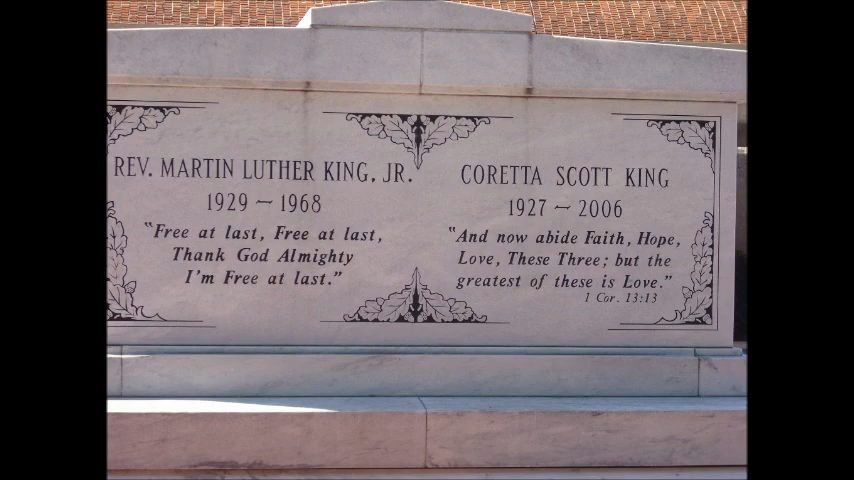 REV. MARTIN LUTHER KING, JR.
1929 ~ 1968
"Free at last, Free at last,
Thank God Almighty
I'm Free at last."
CORETTA SCOTT KING
1927 ~ 2006
"And now abide Faith, Hope,
Love, These Three; but the
greatest of these is Love."
1 Cor. 13:13